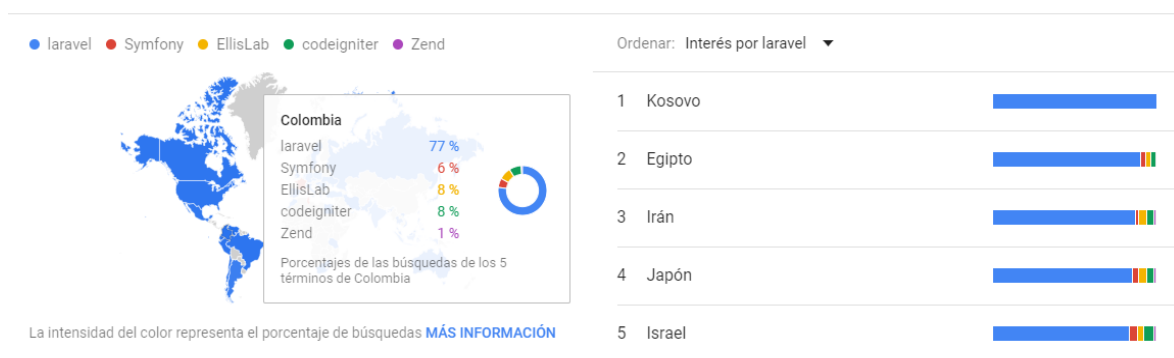 laravel Symfony EllisLab codeigniter Zend
Colombia
laravel 77 %
Symfony 6 %
EllisLab 8 %
codeigniter 8 %
Zend 1 %
Porcentajes de las búsquedas de los 5
términos de Colombia
La intensidad del color representa el porcentaje de búsquedas MÁS INFORMACIÓN
Ordenar: Interés por laravel
1 Kosovo
2 Egipto
3 Irán
4 Japón
5 Israel